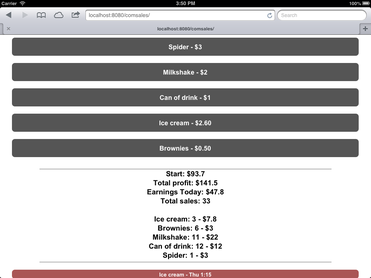 Carrier
3:50 PM
100%
localhost:8080/comsales/
Search
localhost:8080/comsales/
Spider - $3
Milkshake - $2
Can of drink - $1
Ice cream - $2.60
Brownies - $0.50
Start: $93.7
Total profit: $141.5
Earnings Today: $47.8
Total sales: 33
Ice cream: 3 - $7.8
Brownies: 6 - $3
Milkshake: 11 - $22
Can of drink: 12 - $12
Spider: 1 - $3
Ice cream - Thu 1:15